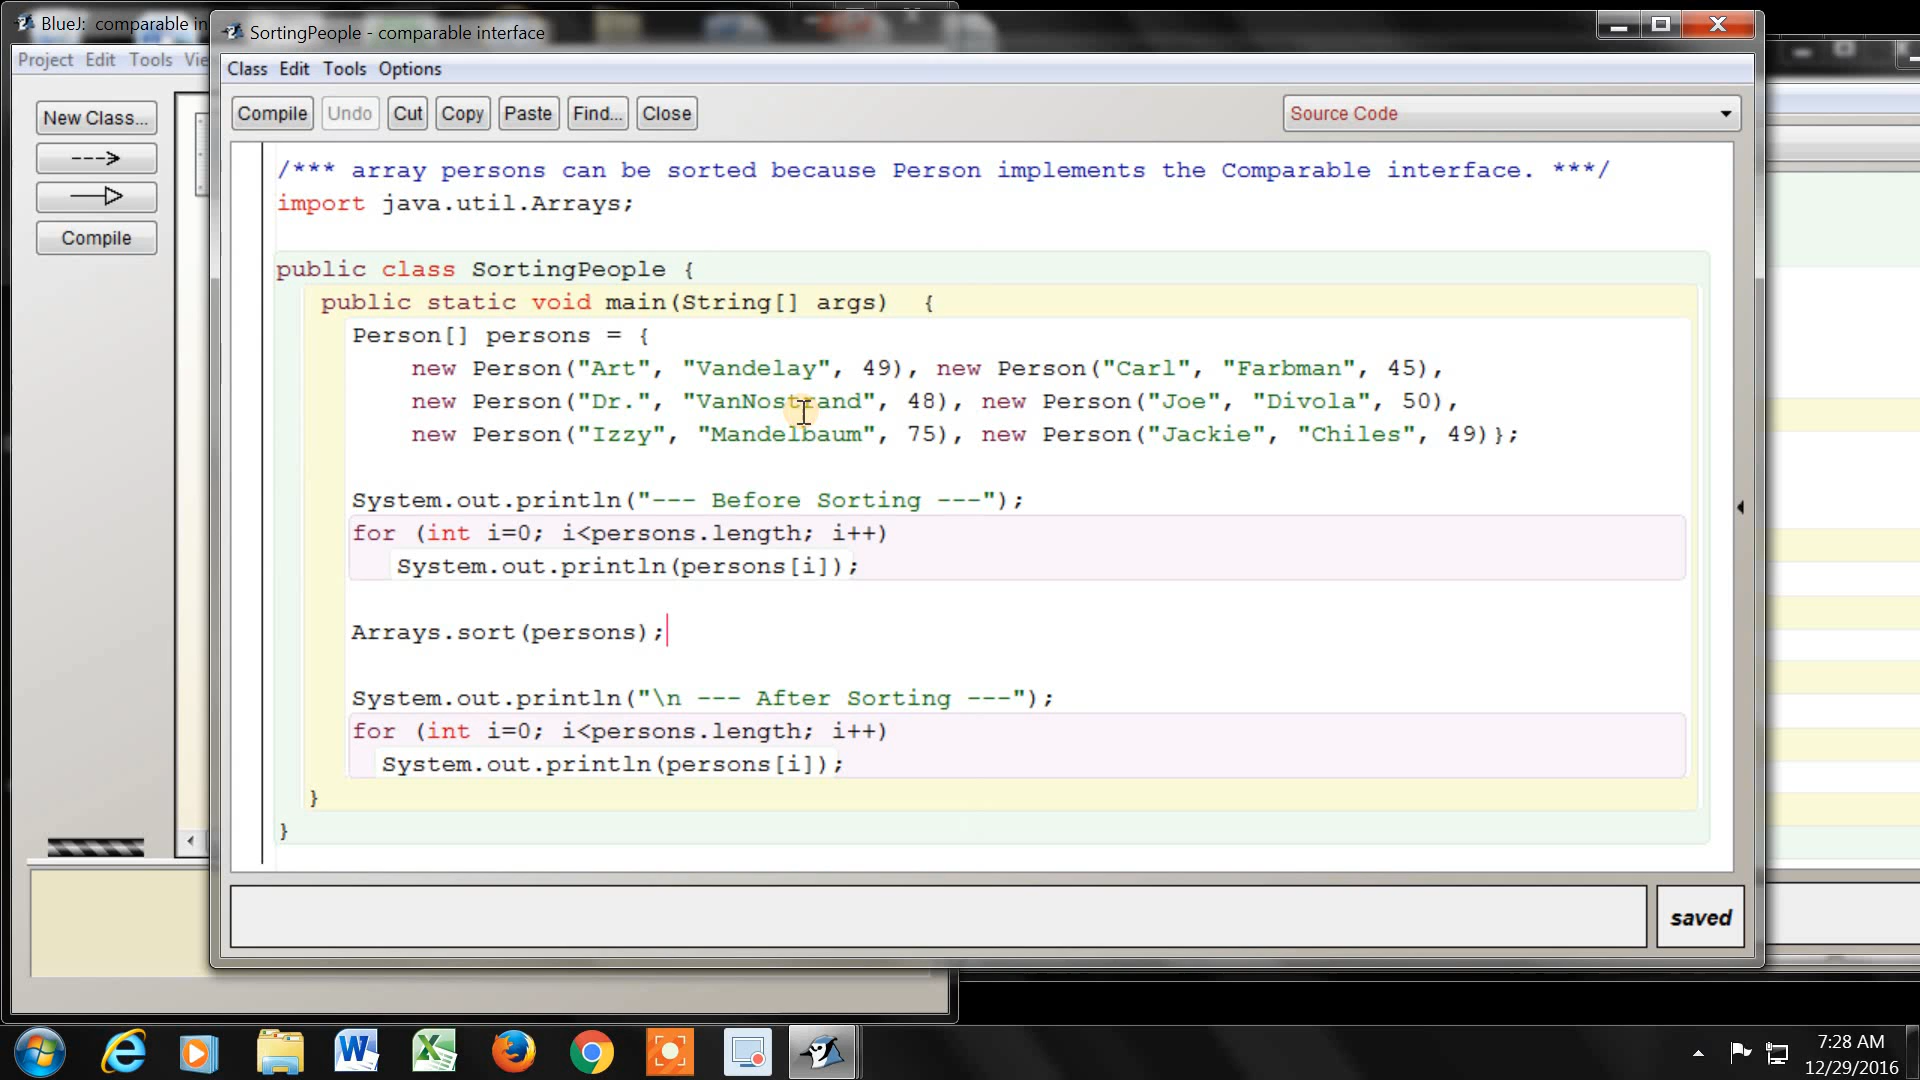 BlueJ: comparable in
Project Edit Tools Vie
New Class...
Compile
SortingPeople - comparable interface
Class Edit Tools Options
Compile Undo Cut Copy Paste Find... Close
Source Code
/*** array persons can be sorted because Person implements the Comparable interface. ***/
import java.util.Arrays;
public class SortingPeople {
public static void main(String[] args) {
Person[] persons = {
new Person("Art", "Vandelay", 49), new Person("Carl", "Farbman", 45),
new Person("Dr.", "VanNostrand", 48), new Person("Joe", "Divola", 50),
new Person("Izzy", "Mandelbaum", 75), new Person("Jackie", "Chiles", 49)};
System.out.println("--- Before Sorting ---");
for (int i=0; i<persons.length; i++)
System.out.println(persons[i]);
Arrays.sort(persons);
System.out.println("\n --- After Sorting ---");
for (int i=0; i<persons.length; i++)
System.out.println(persons[i]);
}
}
saved
7:28 AM
12/29/2016